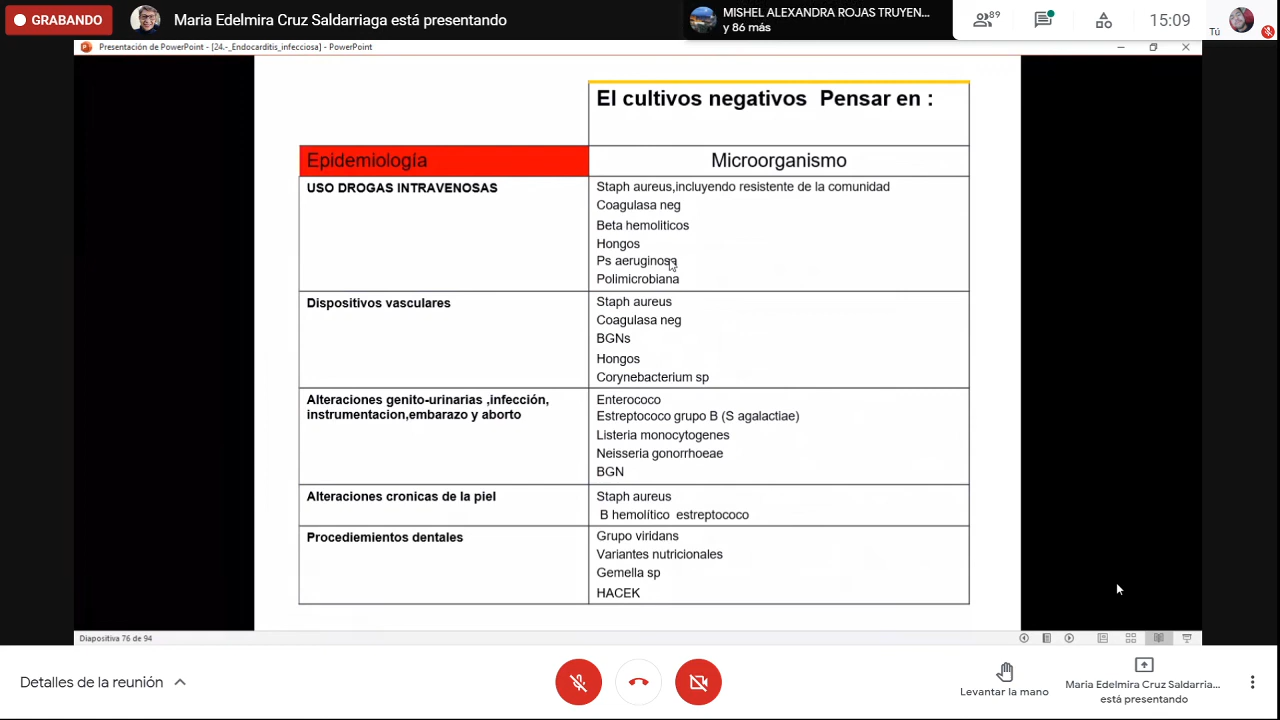 GRABANDO
Maria Edelmira Cruz Saldarriaga está presentando
MISHEL ALEXANDRA ROJAS TRUYEN...
y 86 más
89
15:09
Tú
Presentación de PowerPoint - [24.-_Endocarditis_infecciosa] - PowerPoint
El cultivos negativos Pensar en :
Epidemiología
Microorganismo
USO DROGAS INTRAVENOSAS
Staph aureus,incluyendo resistente de la comunidad
Coagulasa neg
Beta hemoliticos
Hongos
Ps aeruginosa
Polimicrobiana
Dispositivos vasculares
Staph aureus
Coagulasa neg
BGNs
Hongos
Corynebacterium sp
Alteraciones genito-urinarias ,infección,
instrumentacion,embarazo y aborto
Enterococo
Estreptococo grupo B (S agalactiae)
Listeria monocytogenes
Neisseria gonorrhoeae
BGN
Alteraciones cronicas de la piel
Staph aureus
B hemolítico estreptococo
Procediemientos dentales
Grupo viridans
Variantes nutricionales
Gemella sp
HACEK
Diapositiva 76 de 94
Detalles de la reunión
Levantar la mano
Maria Edelmira Cruz Saldarria...
está presentando